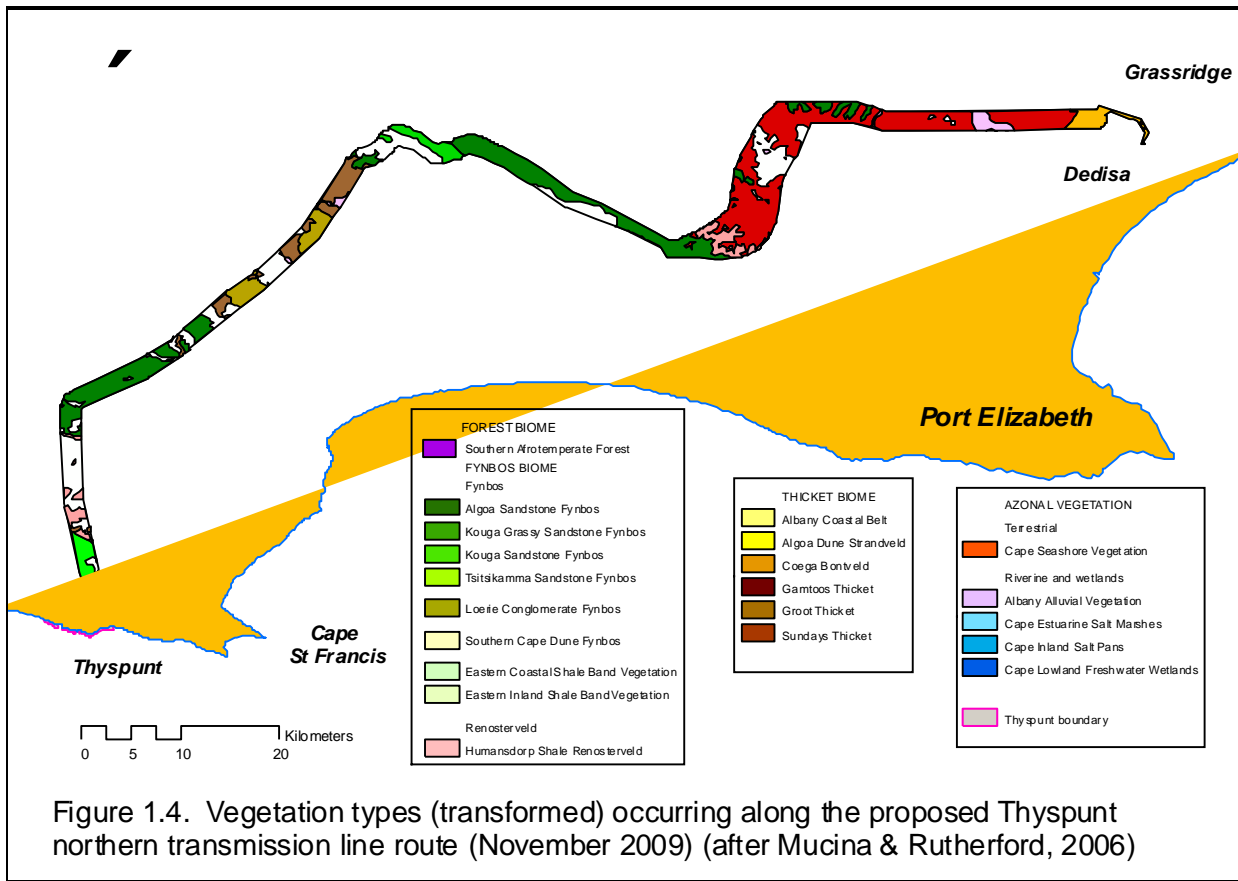 Grassridge
Dedisa
Port Elizabeth
Cape
St Francis
Thyspunt
FOREST BIOME
Southern Afrotemperate Forest
FYNBOS BIOME
Fynbos
Algoa Sandstone Fynbos
Kouga Grassy Sandstone Fynbos
Kouga Sandstone Fynbos
Tsitsikamma Sandstone Fynbos
Loerie Conglomerate Fynbos
Southern Cape Dune Fynbos
Eastern Coastal Shale Band Vegetation
Eastern Inland Shale Band Vegetation
Renosterveld
Humansdorp Shale Renosterveld
THICKET BIOME
Albany Coastal Belt
Algoa Dune Strandveld
Coega Bontveld
Gamtoos Thicket
Groot Thicket
Sundays Thicket
AZONAL VEGETATION
Terrestrial
Cape Seashore Vegetation
Riverine and wetlands
Albany Alluvial Vegetation
Cape Estuarine Salt Marshes
Cape Inland Salt Pans
Cape Lowland Freshwater Wetlands
Thyspunt boundary
Kilometers
0 5 10 20
Figure 1.4. Vegetation types (transformed) occurring along the proposed Thyspunt
northern transmission line route (November 2009) (after Mucina & Rutherford, 2006)